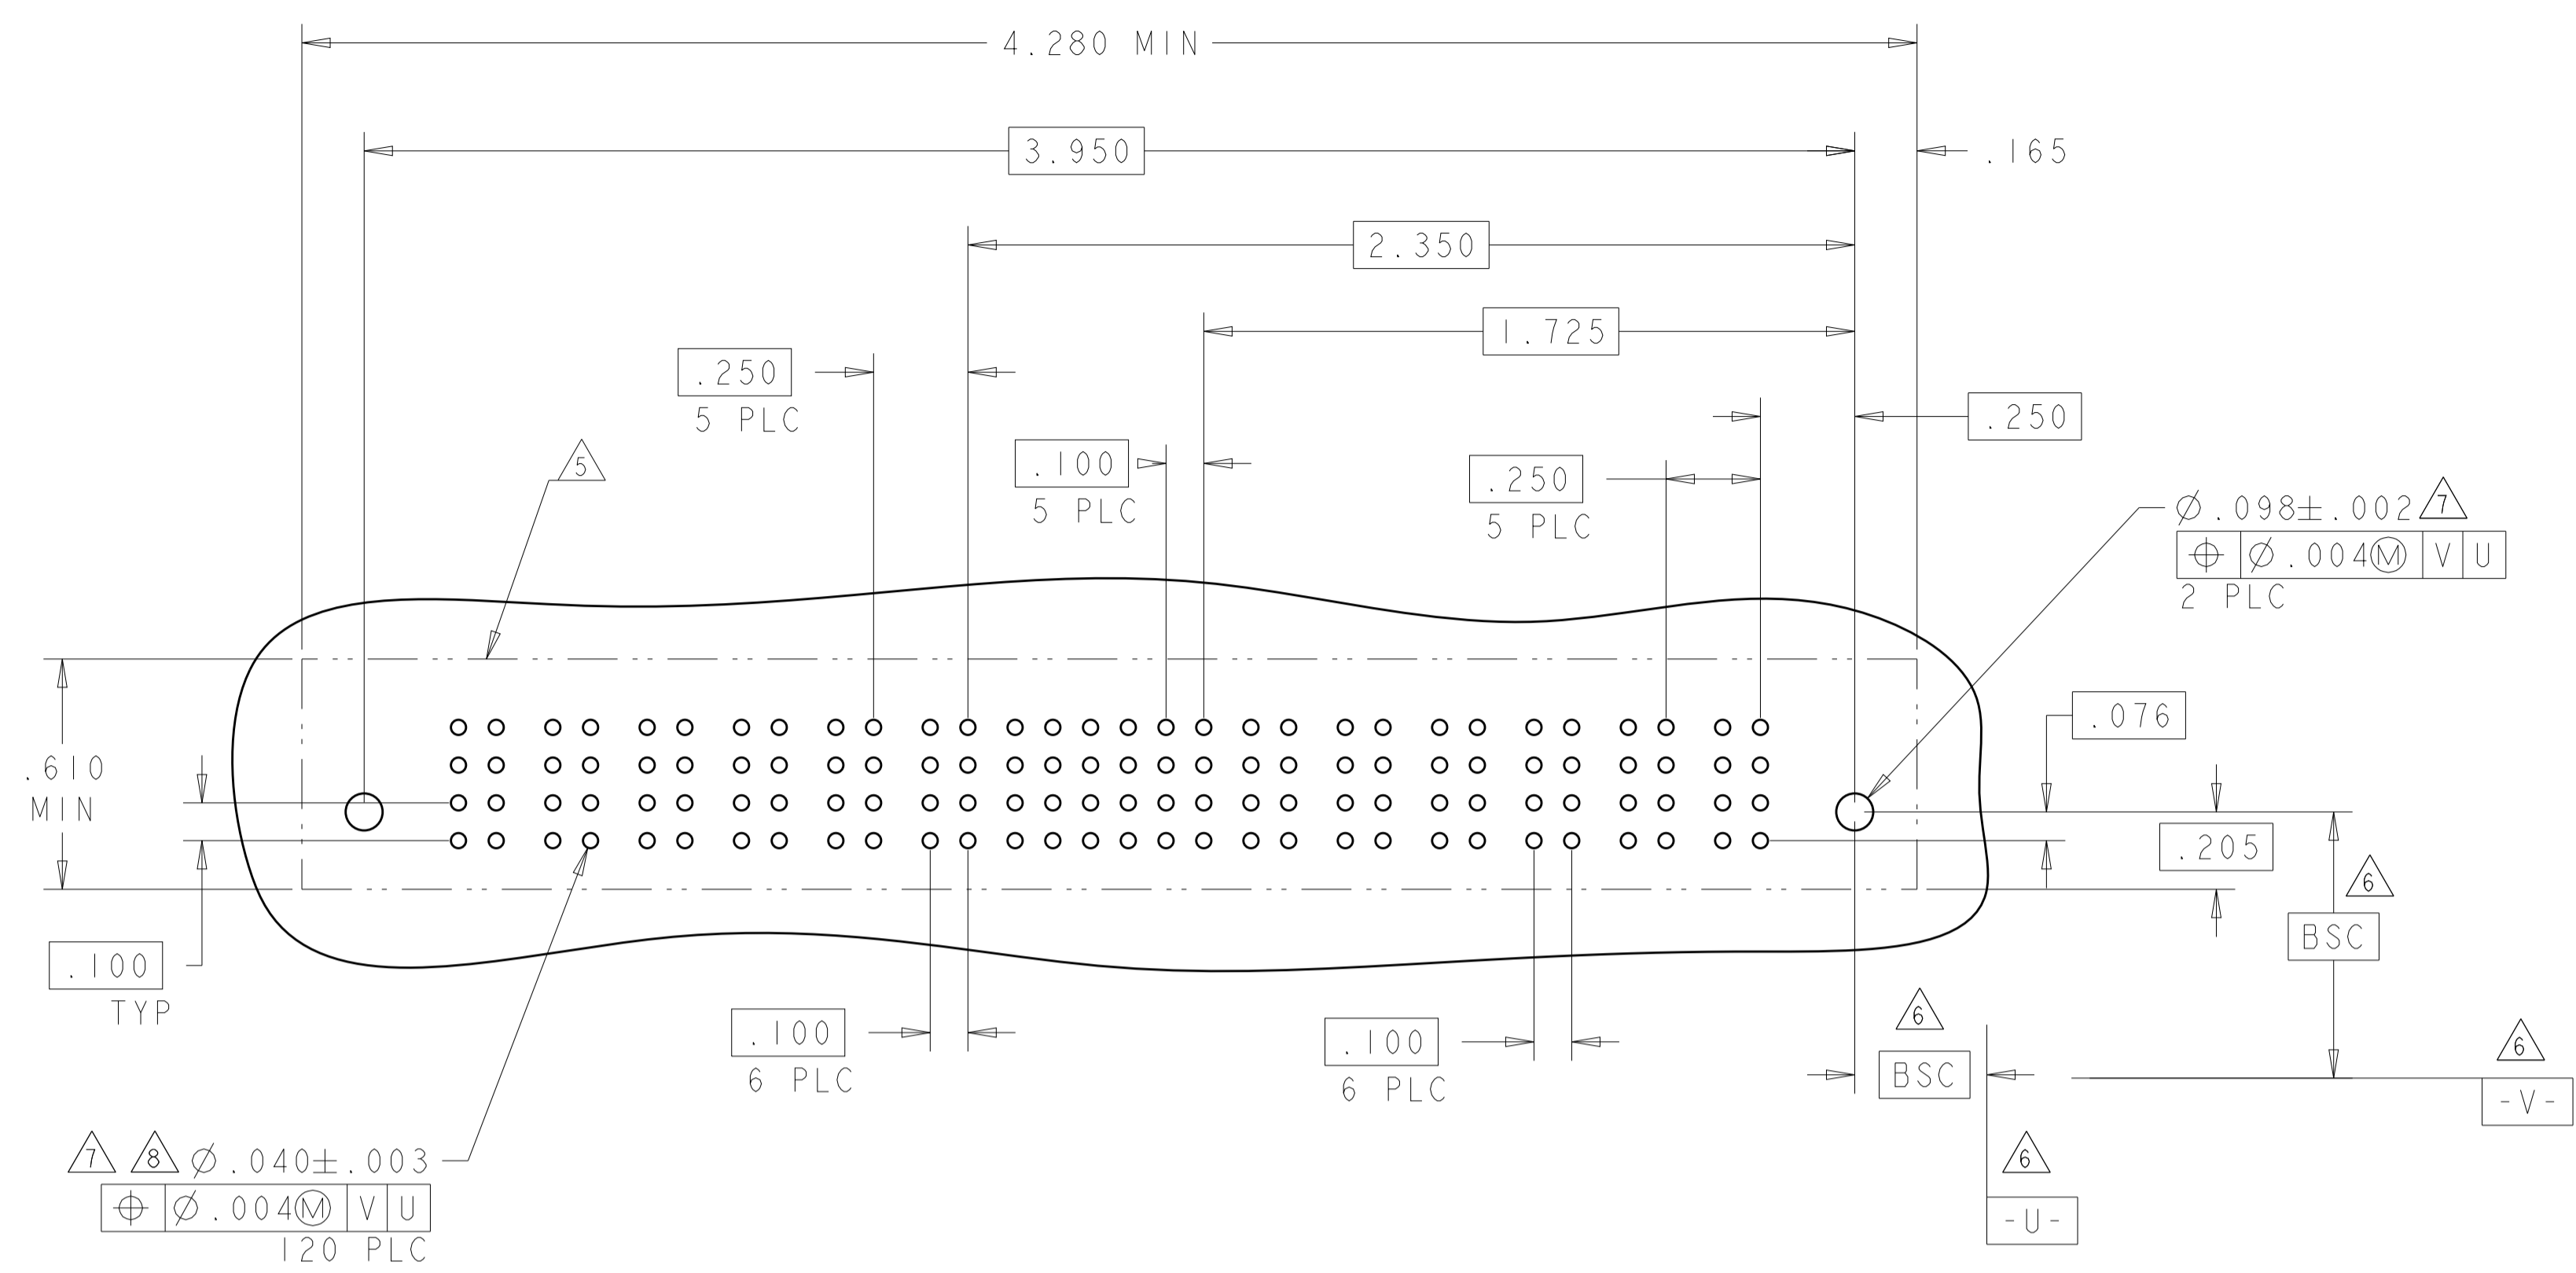 4.280 MIN
3.950
.165
2.350
1.725
.250
5 PLC
.250
.100
5 PLC
.250
5 PLC
5
Ø.098±.002 7
⌖ Ø.004Ⓜ V U
2 PLC
.076
.610
MIN
.205
6
BSC
.100
TYP
.100
6 PLC
.100
6 PLC
6
BSC
6
-V-
7 8 Ø.040±.003
⌖ Ø.004Ⓜ V U
120 PLC
6
-U-